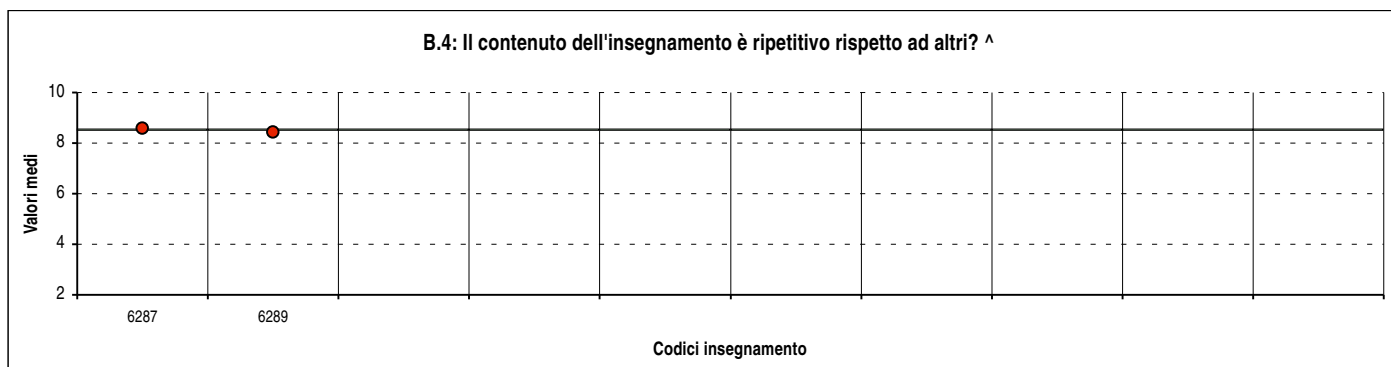 B.4: Il contenuto dell'insegnamento è ripetitivo rispetto ad altri? ^
10
8
6
4
2
Valori medi
6287 6289
Codici insegnamento